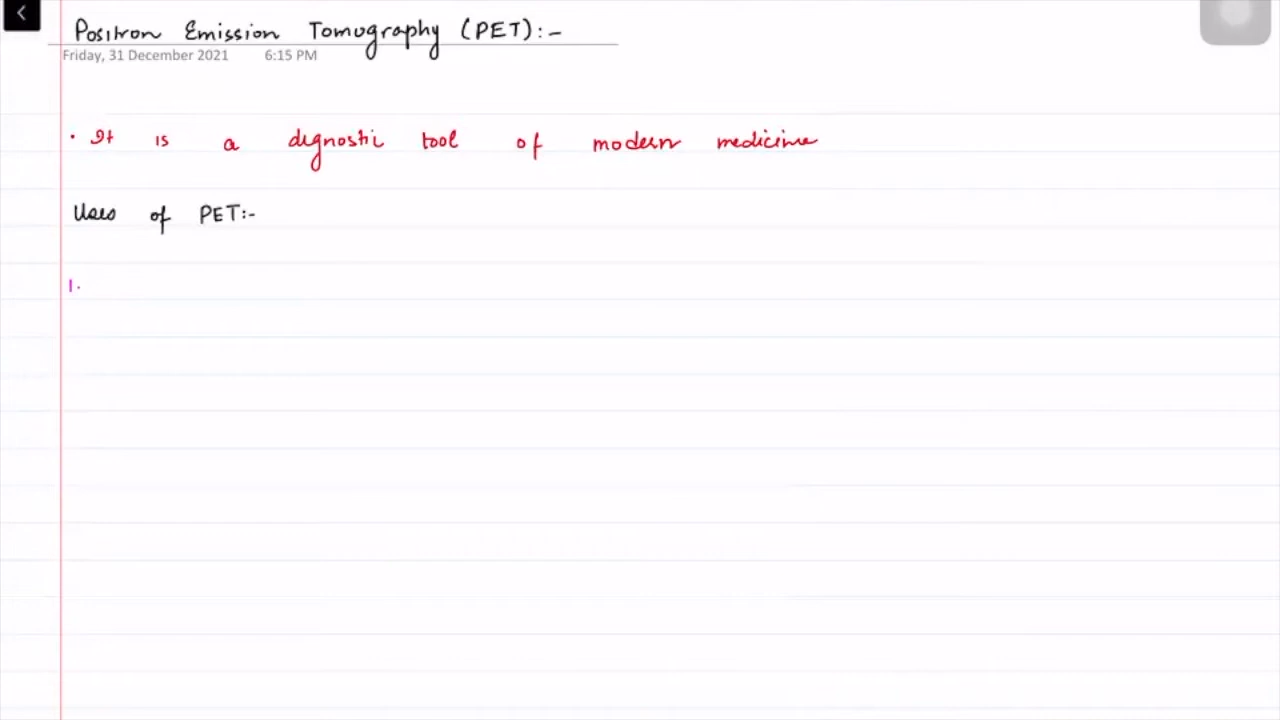 Positron Emission Tomography (PET):-
Friday, 31 December 2021 6:15 PM
• It is a dignostic tool of modern medicine
Uses of PET:-
1.